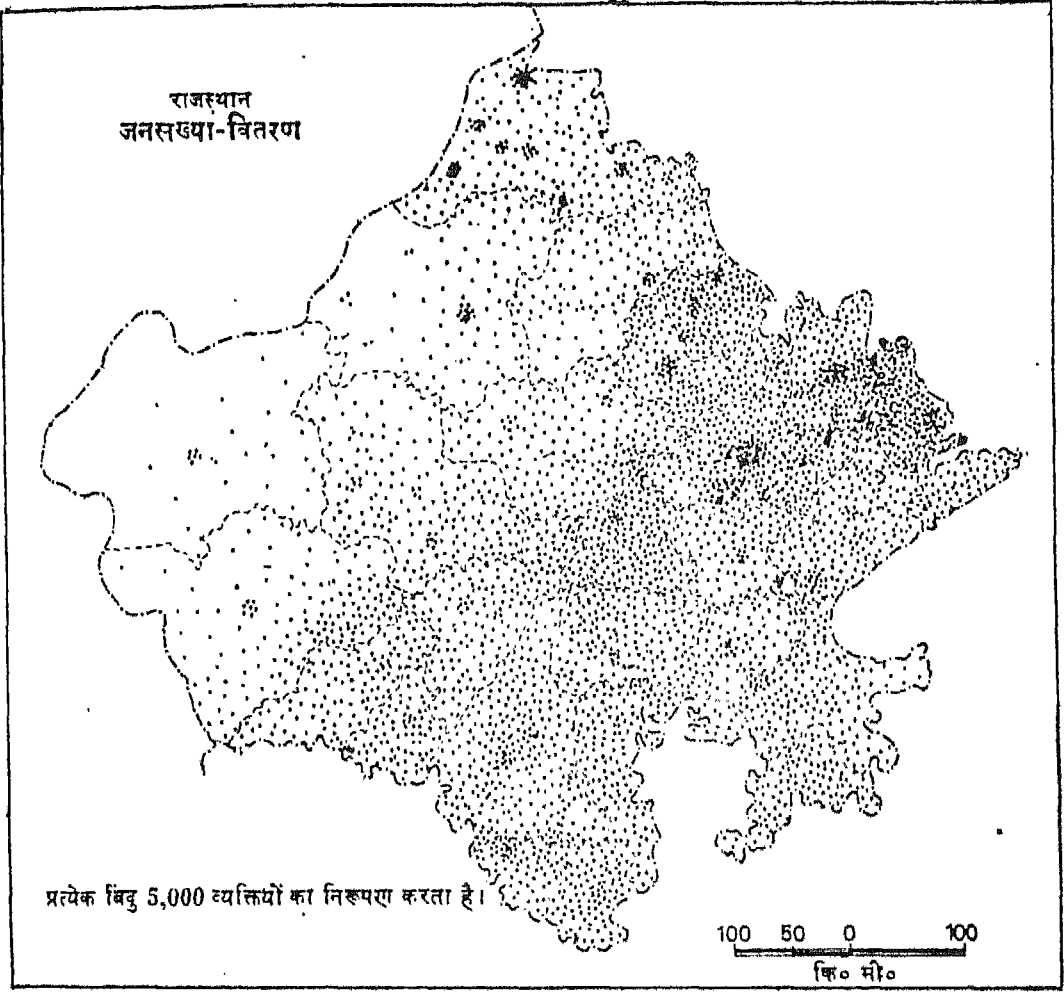 राजस्थान
जनसंख्या-वितरण
प्रत्येक बिंदु 5,000 व्यक्तियों का निरूपण करता है।
100 50 0 100
कि० मी०